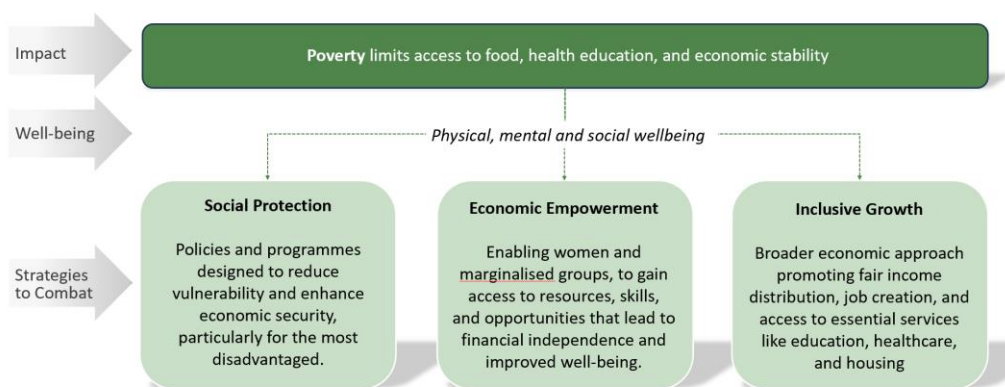 Impact
Poverty limits access to food, health education, and economic stability
Well-being
Physical, mental and social wellbeing
Strategies
to Combat
Social Protection
Policies and programmes
designed to reduce
vulnerability and enhance
economic security,
particularly for the most
disadvantaged.
Economic Empowerment
Enabling women and
marginalised groups, to gain
access to resources, skills,
and opportunities that lead to
financial independence and
improved well-being.
Inclusive Growth
Broader economic approach
promoting fair income
distribution, job creation, and
access to essential services
like education, healthcare,
and housing